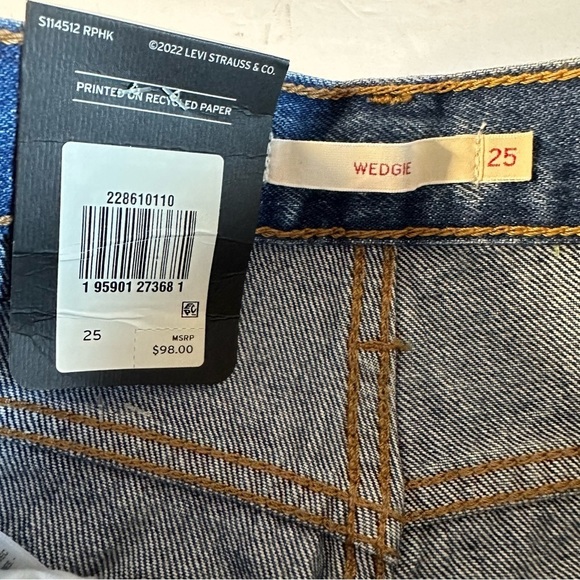 S114512 RPHK
©2022 LEVI STRAUSS & CO.
PRINTED ON RECYCLED PAPER
228610110
1 95901 27368 1
25
MSRP
$98.00
WEDGIE
25